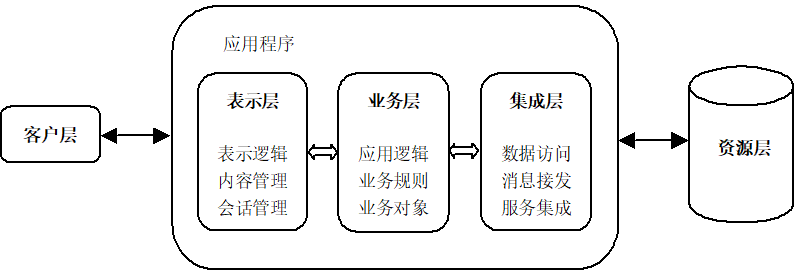 应用程序
客户层
表示层
表示逻辑
内容管理
会话管理
业务层
应用逻辑
业务规则
业务对象
集成层
数据访问
消息接发
服务集成
资源层